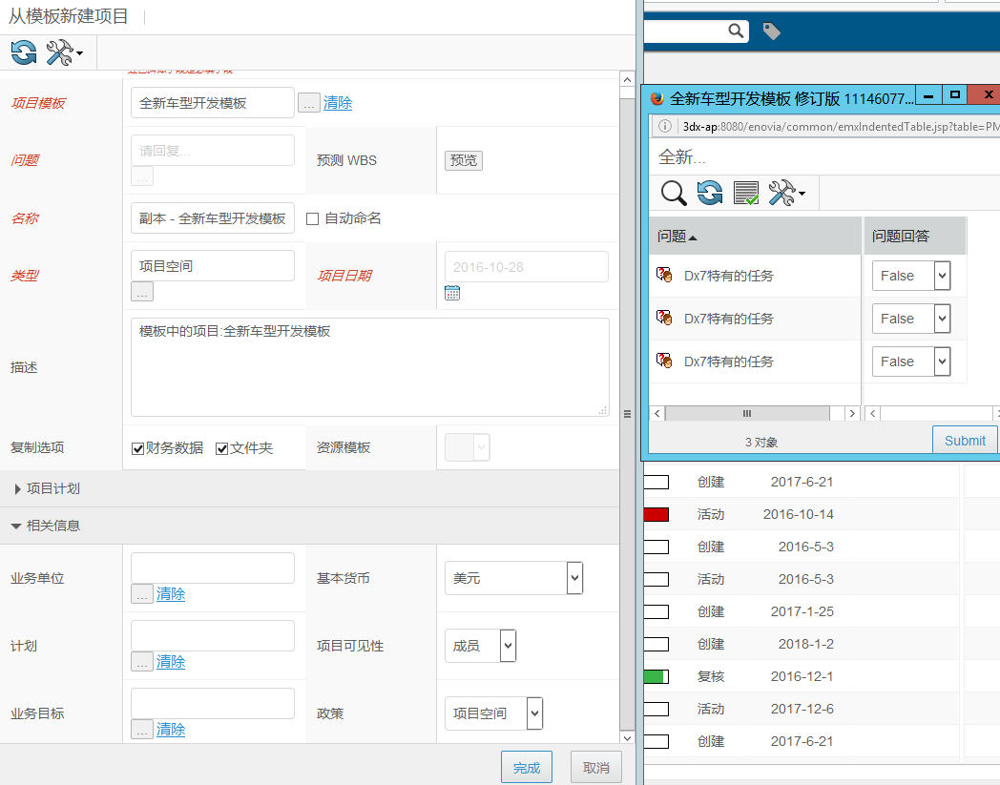 从模板新建项目
项目模板 全新车型开发模板 ... 清除
问题 请回复... ... 预测 WBS 预览
名称 副本 - 全新车型开发模板 自动命名
类型 项目空间 ... 项目日期 2016-10-28
描述 模板中的项目:全新车型开发模板
复制选项 财务数据 文件夹 资源模板
项目计划
相关信息
业务单位 ... 清除 基本货币 美元
计划 ... 清除 项目可见性 成员
业务目标 ... 清除 政策 项目空间
完成 取消
全新车型开发模板 修订版 11146077...
3dx-ap:8080/enovia/common/emxIndentedTable.jsp?table=PM
全新...
问题 问题回答
Dx7特有的任务 False
Dx7特有的任务 False
Dx7特有的任务 False
3 对象 Submit
创建 2017-6-21
活动 2016-10-14
创建 2016-5-3
活动 2016-5-3
创建 2017-1-25
创建 2018-1-2
复核 2016-12-1
活动 2017-12-6
创建 2017-6-21